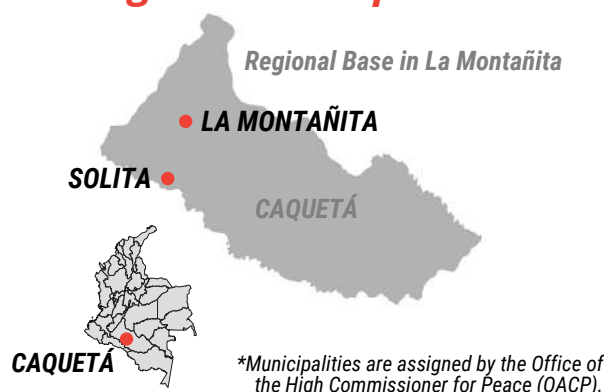 Regional Base in La Montañita
LA MONTAÑITA
SOLITA
CAQUETÁ
CAQUETÁ
*Municipalities are assigned by the Office of
the High Commissioner for Peace (OACP).